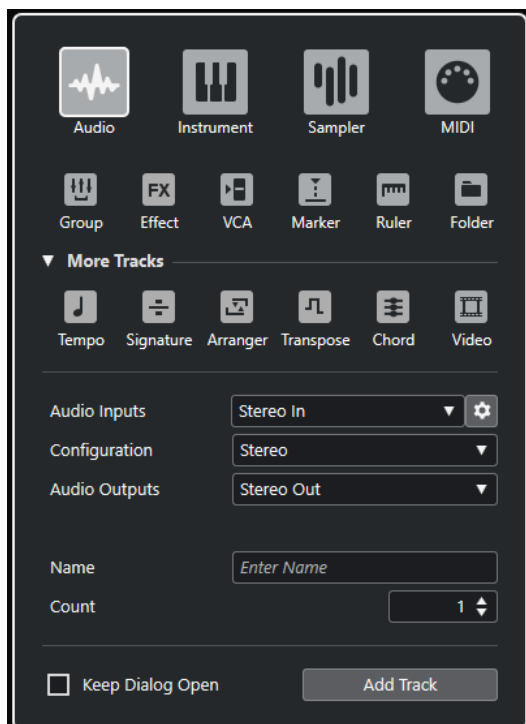 Audio Instrument Sampler MIDI
FX
Group Effect VCA Marker Ruler Folder
More Tracks
Tempo Signature Arranger Transpose Chord Video
Audio Inputs Stereo In
Configuration Stereo
Audio Outputs Stereo Out
Name Enter Name
Count 1
Keep Dialog Open Add Track